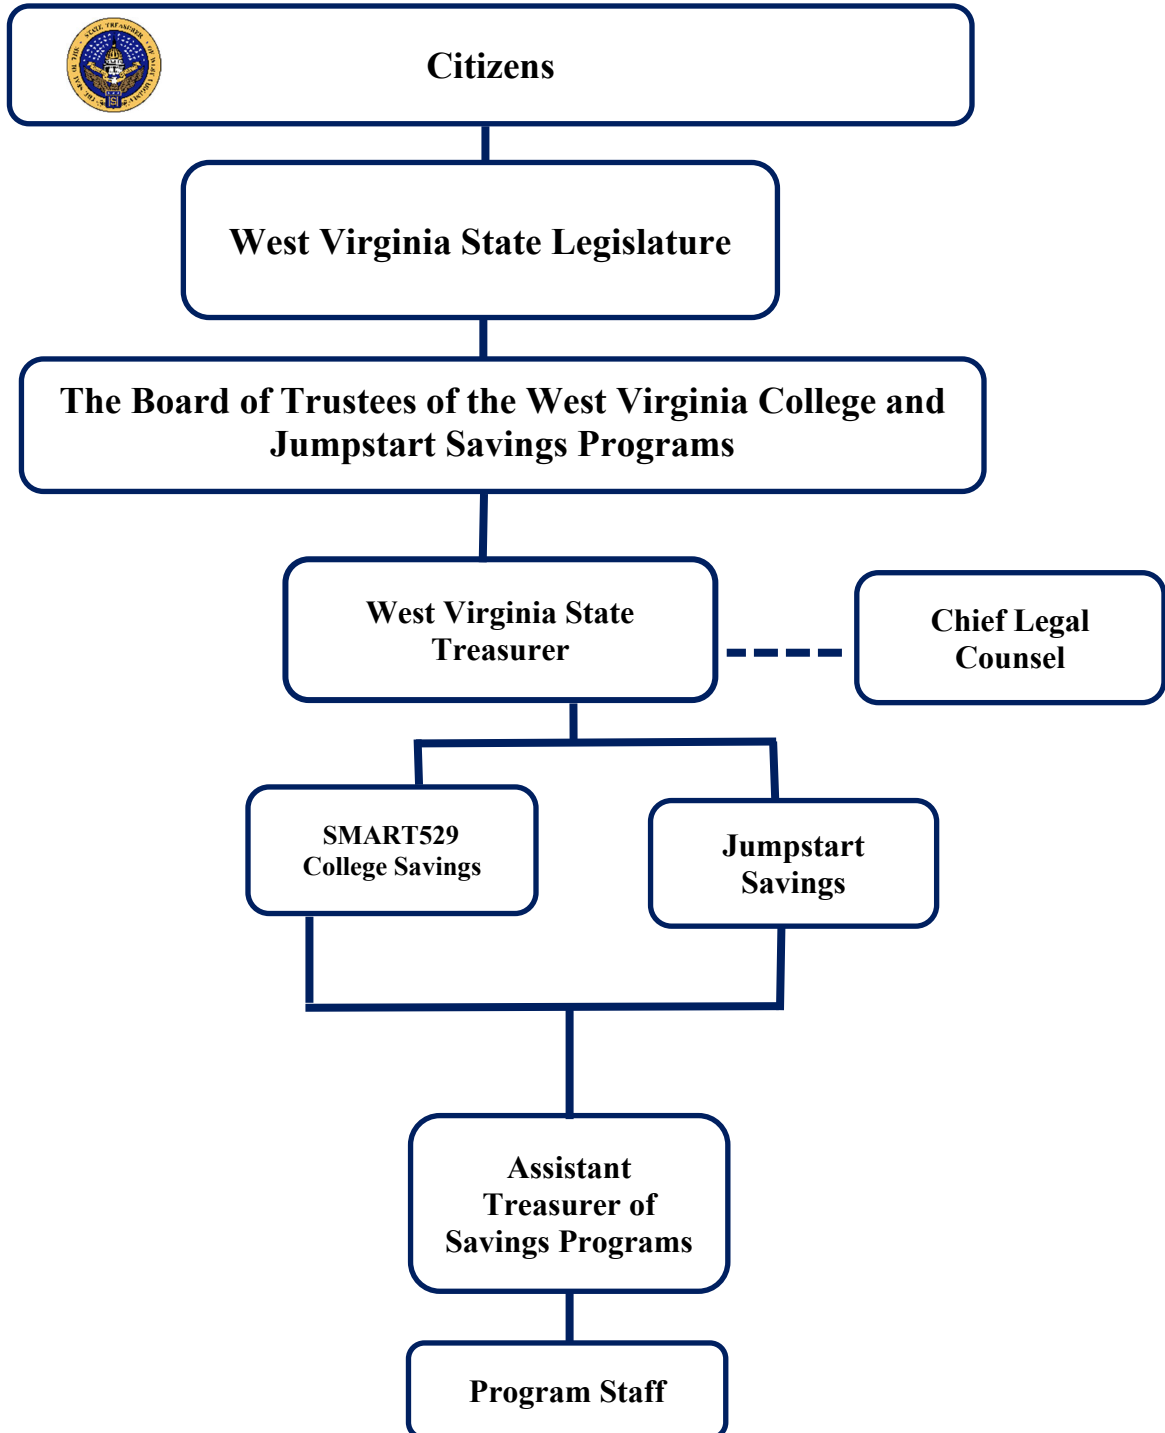 Citizens
West Virginia State Legislature
The Board of Trustees of the West Virginia College and
Jumpstart Savings Programs
West Virginia State
Treasurer
Chief Legal
Counsel
SMART529
College Savings
Jumpstart
Savings
Assistant
Treasurer of
Savings Programs
Program Staff